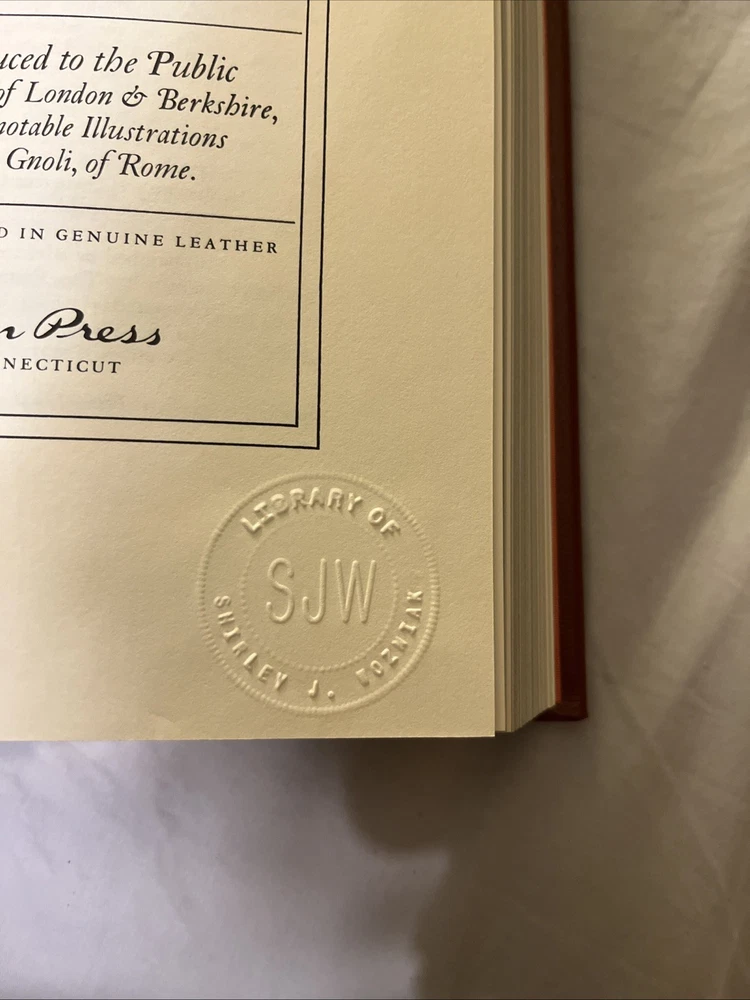 uced to the Public
of London & Berkshire,
notable Illustrations
Gnoli, of Rome.
D IN GENUINE LEATHER
n Press
NECTICUT
LIBRARY OF
SJW
SHIRLEY J. WOZNIAK